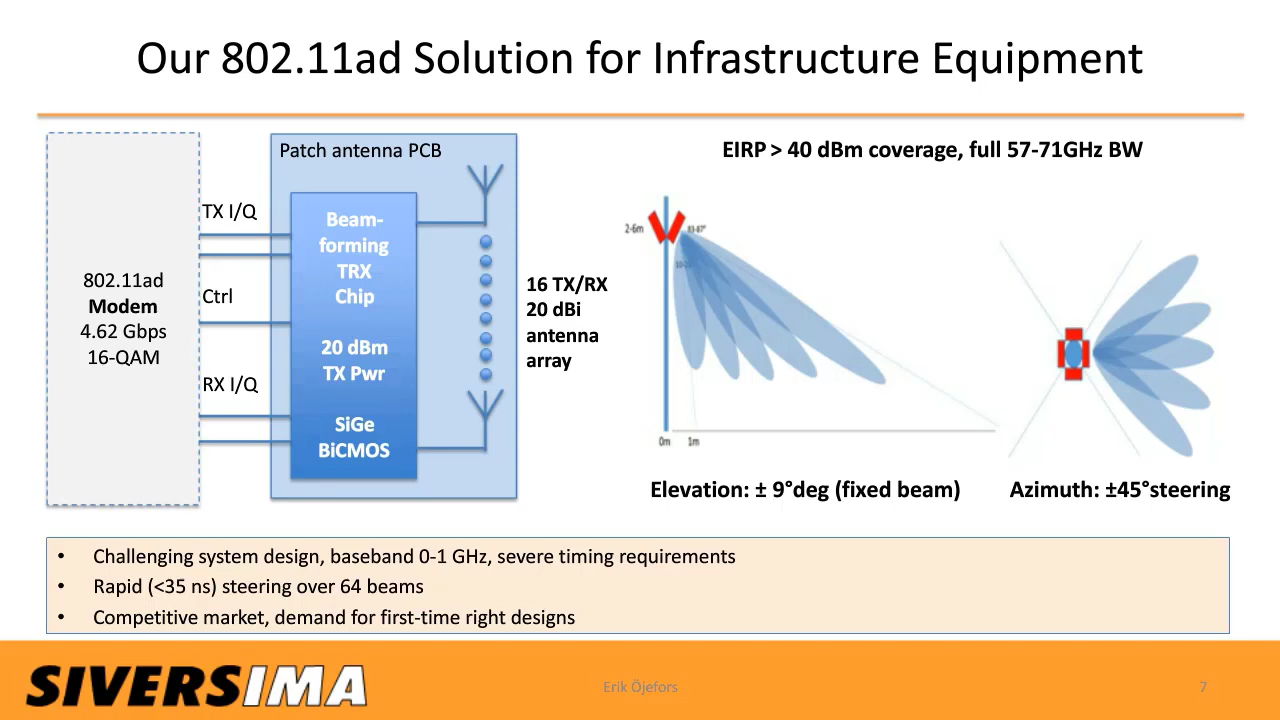 Our 802.11ad Solution for Infrastructure Equipment
802.11ad
Modem
4.62 Gbps
16-QAM
TX I/Q
Ctrl
RX I/Q
Patch antenna PCB
Beam-
forming
TRX
Chip
20 dBm
TX Pwr
SiGe
BiCMOS
16 TX/RX
20 dBi
antenna
array
EIRP > 40 dBm coverage, full 57-71GHz BW
2-6m
0m
1m
Elevation: ± 9°deg (fixed beam)
Azimuth: ±45°steering
• Challenging system design, baseband 0-1 GHz, severe timing requirements
• Rapid (<35 ns) steering over 64 beams
• Competitive market, demand for first-time right designs
SIVERSIMA
Erik Öjefors
7